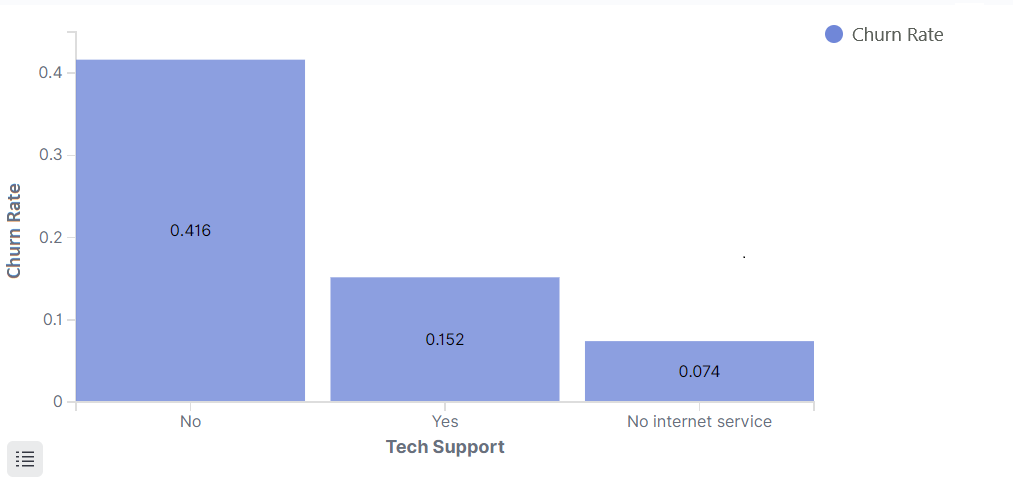 Churn Rate
0.4
0.3
0.2
0.1
0
Churn Rate
0.416
0.152
0.074
No
Yes
No internet service
Tech Support